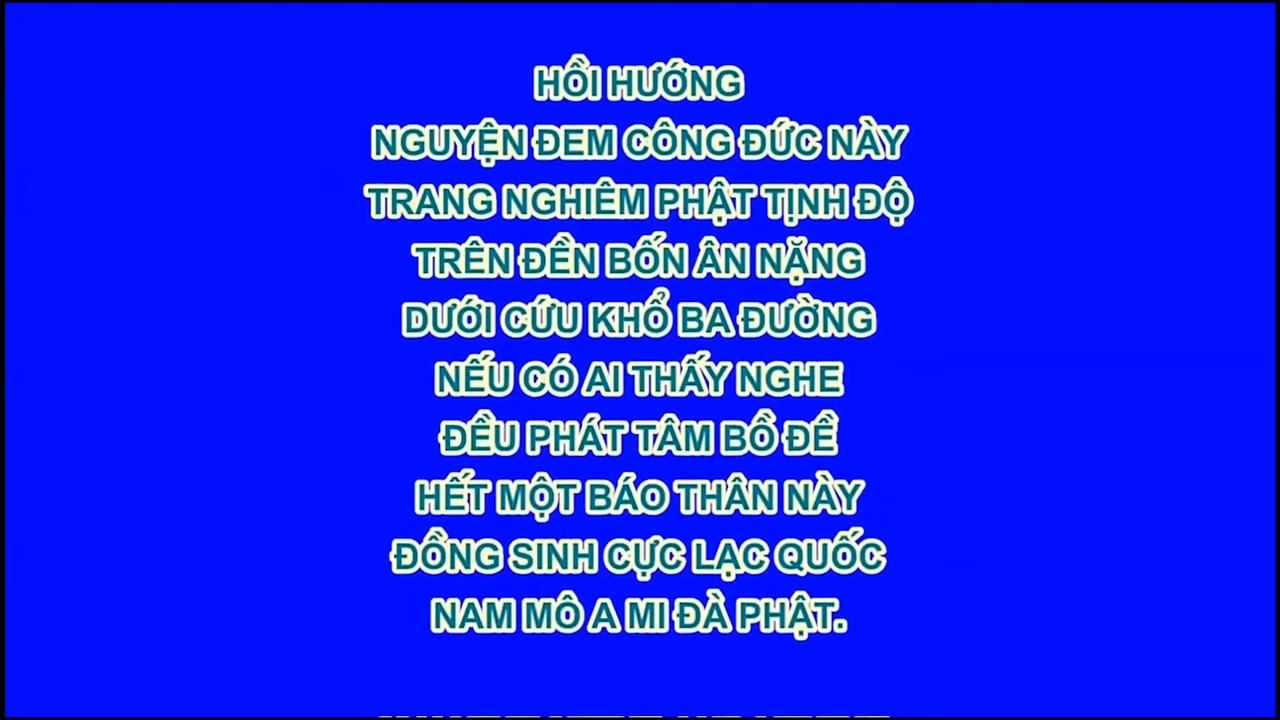 HỒI HƯỚNG
NGUYỆN ĐEM CÔNG ĐỨC NÀY
TRANG NGHIÊM PHẬT TỊNH ĐỘ
TRÊN ĐỀN BỐN ÂN NẶNG
DƯỚI CỨU KHỔ BA ĐƯỜNG
NẾU CÓ AI THẤY NGHE
ĐỀU PHÁT TÂM BỒ ĐỀ
HẾT MỘT BÁO THÂN NÀY
ĐỒNG SINH CỰC LẠC QUỐC
NAM MÔ A MI ĐÀ PHẬT.